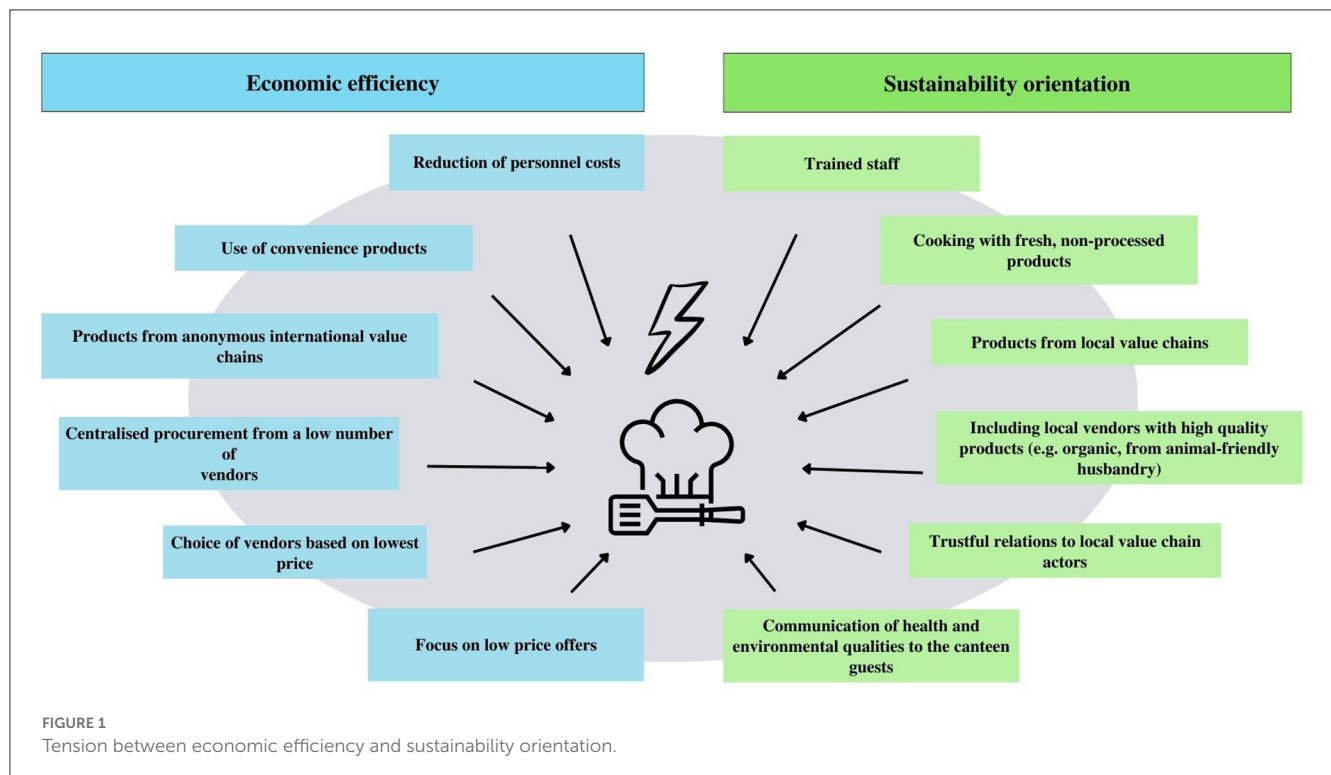 Economic efficiency
Sustainability orientation
Reduction of personnel costs
Trained staff
Use of convenience products
Cooking with fresh, non-processed
products
Products from anonymous international value
chains
Products from local value chains
Centralised procurement from a low number
of
vendors
Including local vendors with high quality
products (e.g. organic, from animal-friendly
husbandry)
Choice of vendors based on lowest
price
Trustful relations to local value chain
actors
Focus on low price offers
Communication of health and
environmental qualities to the canteen
guests
FIGURE 1
Tension between economic efficiency and sustainability orientation.